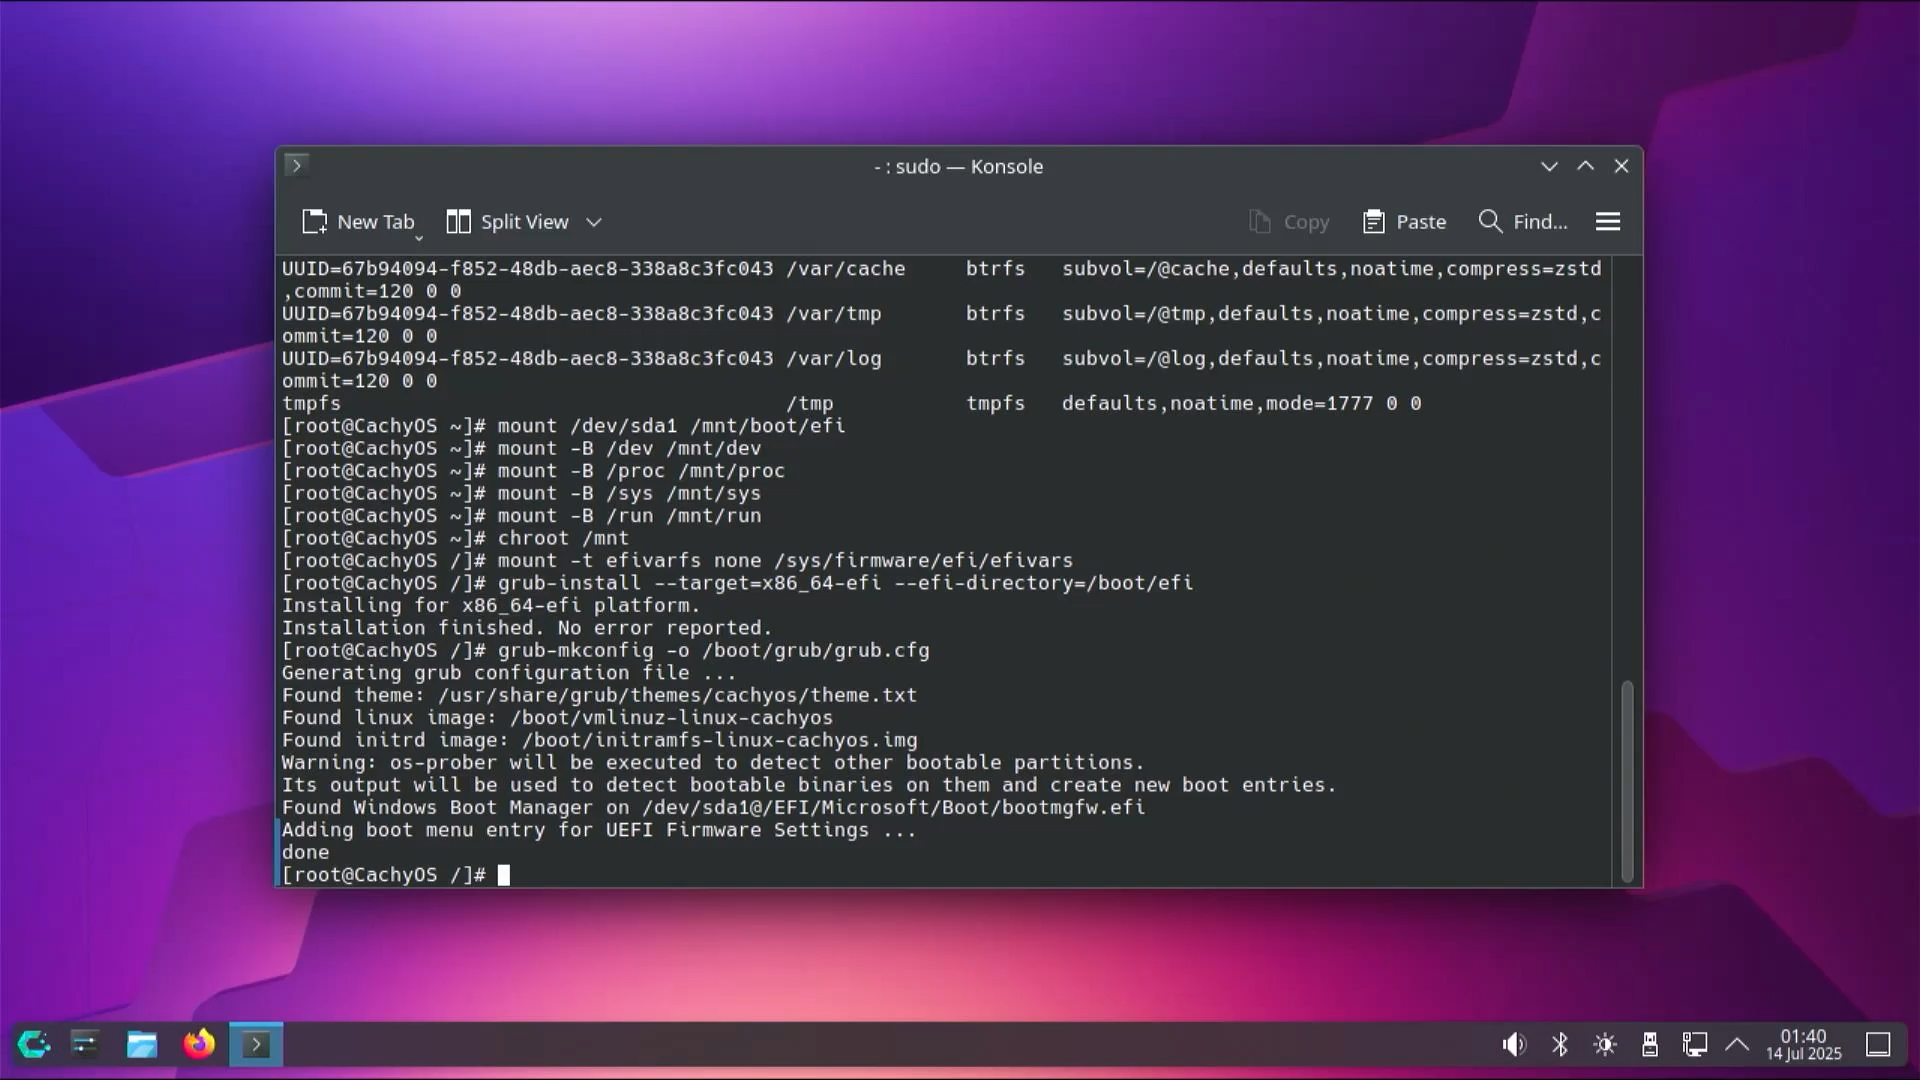 - : sudo — Konsole
New Tab Split View Copy Paste Find...
UUID=67b94094-f852-48db-aec8-338a8c3fc043 /var/cache     btrfs   subvol=/@cache,defaults,noatime,compress=zstd
,commit=120 0 0
UUID=67b94094-f852-48db-aec8-338a8c3fc043 /var/tmp       btrfs   subvol=/@tmp,defaults,noatime,compress=zstd,c
ommit=120 0 0
UUID=67b94094-f852-48db-aec8-338a8c3fc043 /var/log       btrfs   subvol=/@log,defaults,noatime,compress=zstd,c
ommit=120 0 0
tmpfs                                     /tmp           tmpfs   defaults,noatime,mode=1777 0 0
[root@CachyOS ~]# mount /dev/sda1 /mnt/boot/efi
[root@CachyOS ~]# mount -B /dev /mnt/dev
[root@CachyOS ~]# mount -B /proc /mnt/proc
[root@CachyOS ~]# mount -B /sys /mnt/sys
[root@CachyOS ~]# mount -B /run /mnt/run
[root@CachyOS ~]# chroot /mnt
[root@CachyOS /]# mount -t efivarfs none /sys/firmware/efi/efivars
[root@CachyOS /]# grub-install --target=x86_64-efi --efi-directory=/boot/efi
Installing for x86_64-efi platform.
Installation finished. No error reported.
[root@CachyOS /]# grub-mkconfig -o /boot/grub/grub.cfg
Generating grub configuration file ...
Found theme: /usr/share/grub/themes/cachyos/theme.txt
Found linux image: /boot/vmlinuz-linux-cachyos
Found initrd image: /boot/initramfs-linux-cachyos.img
Warning: os-prober will be executed to detect other bootable partitions.
Its output will be used to detect bootable binaries on them and create new boot entries.
Found Windows Boot Manager on /dev/sda1@/EFI/Microsoft/Boot/bootmgfw.efi
Adding boot menu entry for UEFI Firmware Settings ...
done
[root@CachyOS /]#
01:40
14 Jul 2025